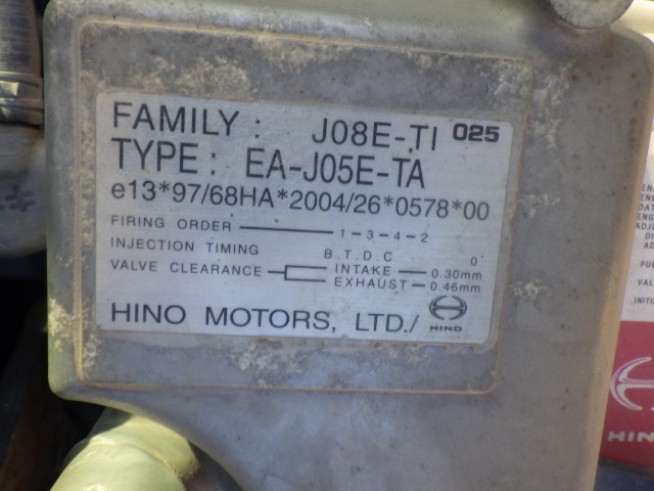 FAMILY : J08E-TI 025
TYPE : EA-J05E-TA
e13*97/68HA*2004/26*0578*00
FIRING ORDER 1-3-4-2
INJECTION TIMING B.T.D.C 0
VALVE CLEARANCE INTAKE 0.30mm
EXHAUST 0.46mm
HINO MOTORS, LTD./ HINO
HIN